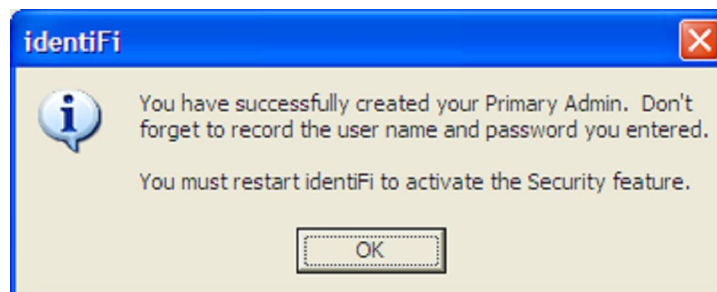 identiFi
You have successfully created your Primary Admin.  Don't
forget to record the user name and password you entered.
You must restart identiFi to activate the Security feature.
OK